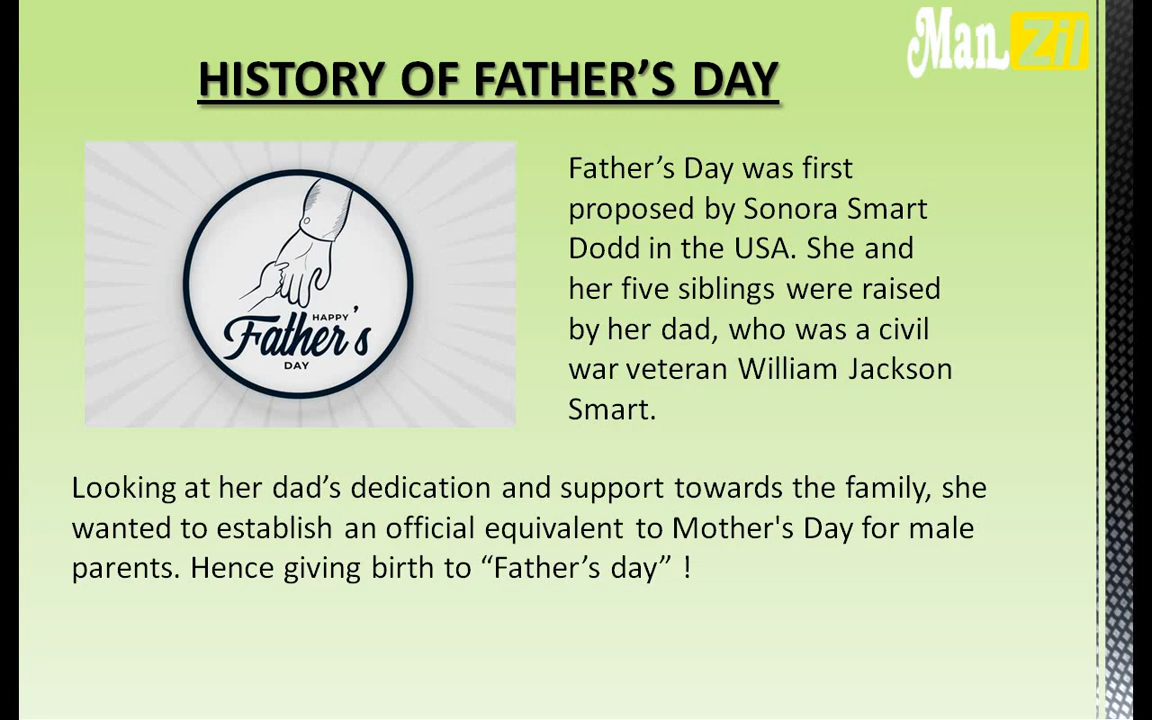 Man Zil
HISTORY OF FATHER’S DAY
HAPPY
Father's
DAY
Father’s Day was first
proposed by Sonora Smart
Dodd in the USA. She and
her five siblings were raised
by her dad, who was a civil
war veteran William Jackson
Smart.
Looking at her dad’s dedication and support towards the family, she
wanted to establish an official equivalent to Mother's Day for male
parents. Hence giving birth to “Father’s day” !